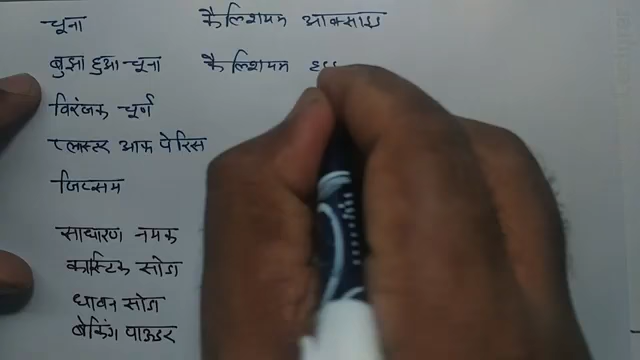 चूना कैल्शियम आक्साइड
बुझा हुआ चूना कैल्शियम
विरंजक चूर्ण
प्लास्टर आफ पेरिस
जिप्सम
साधारण नमक
कास्टिक सोडा
धावन सोडा
बेकिंग पाऊडर